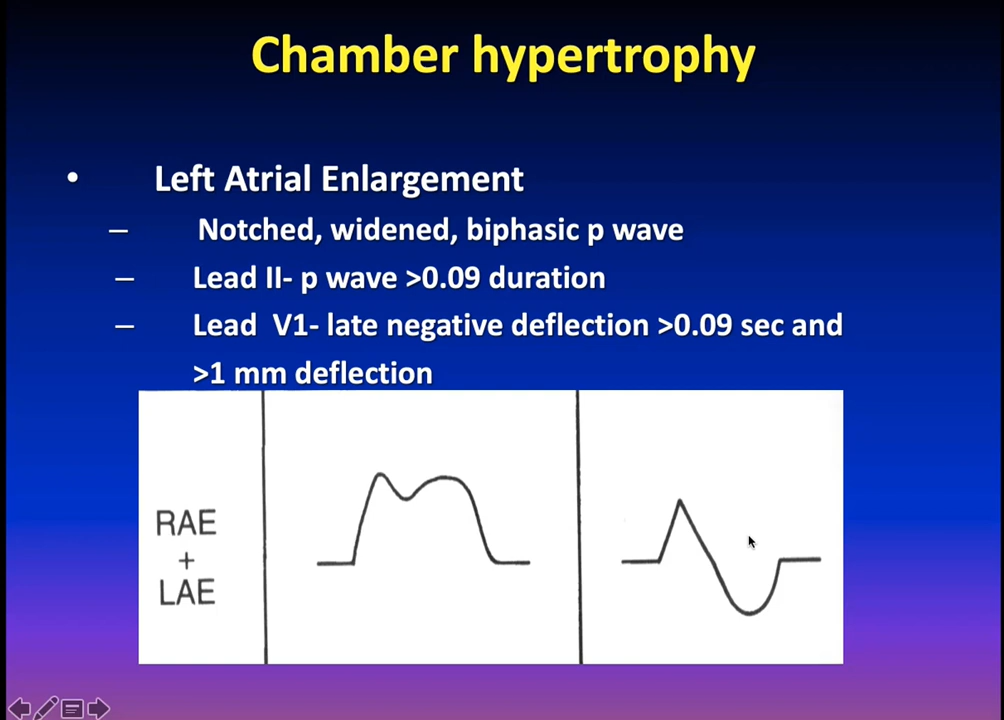 Chamber hypertrophy
• Left Atrial Enlargement
– Notched, widened, biphasic p wave
– Lead II- p wave >0.09 duration
– Lead V1- late negative deflection >0.09 sec and
>1 mm deflection
RAE
+
LAE